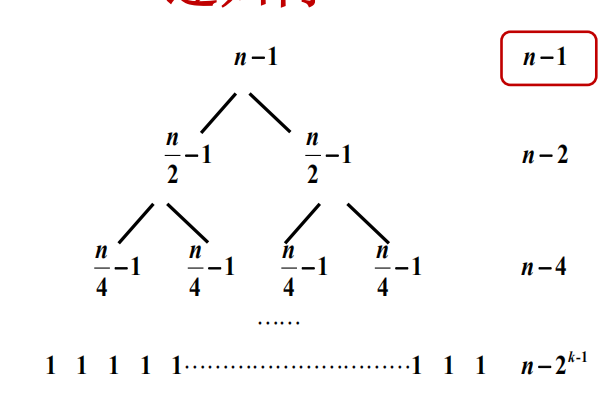 n−1 n−1
n/2−1 n/2−1 n−2
n/4−1 n/4−1 n/4−1 n/4−1 n−4
……
1 1 1 1 1……………………………1 1 1 n−2^{k-1}